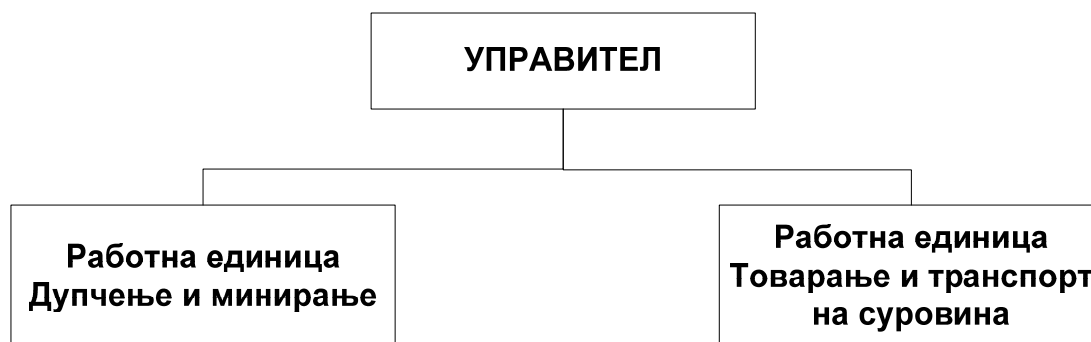 УПРАВИТЕЛ
Работна единица
Дупчење и минирање
Работна единица
Товарање и транспорт
на суровина